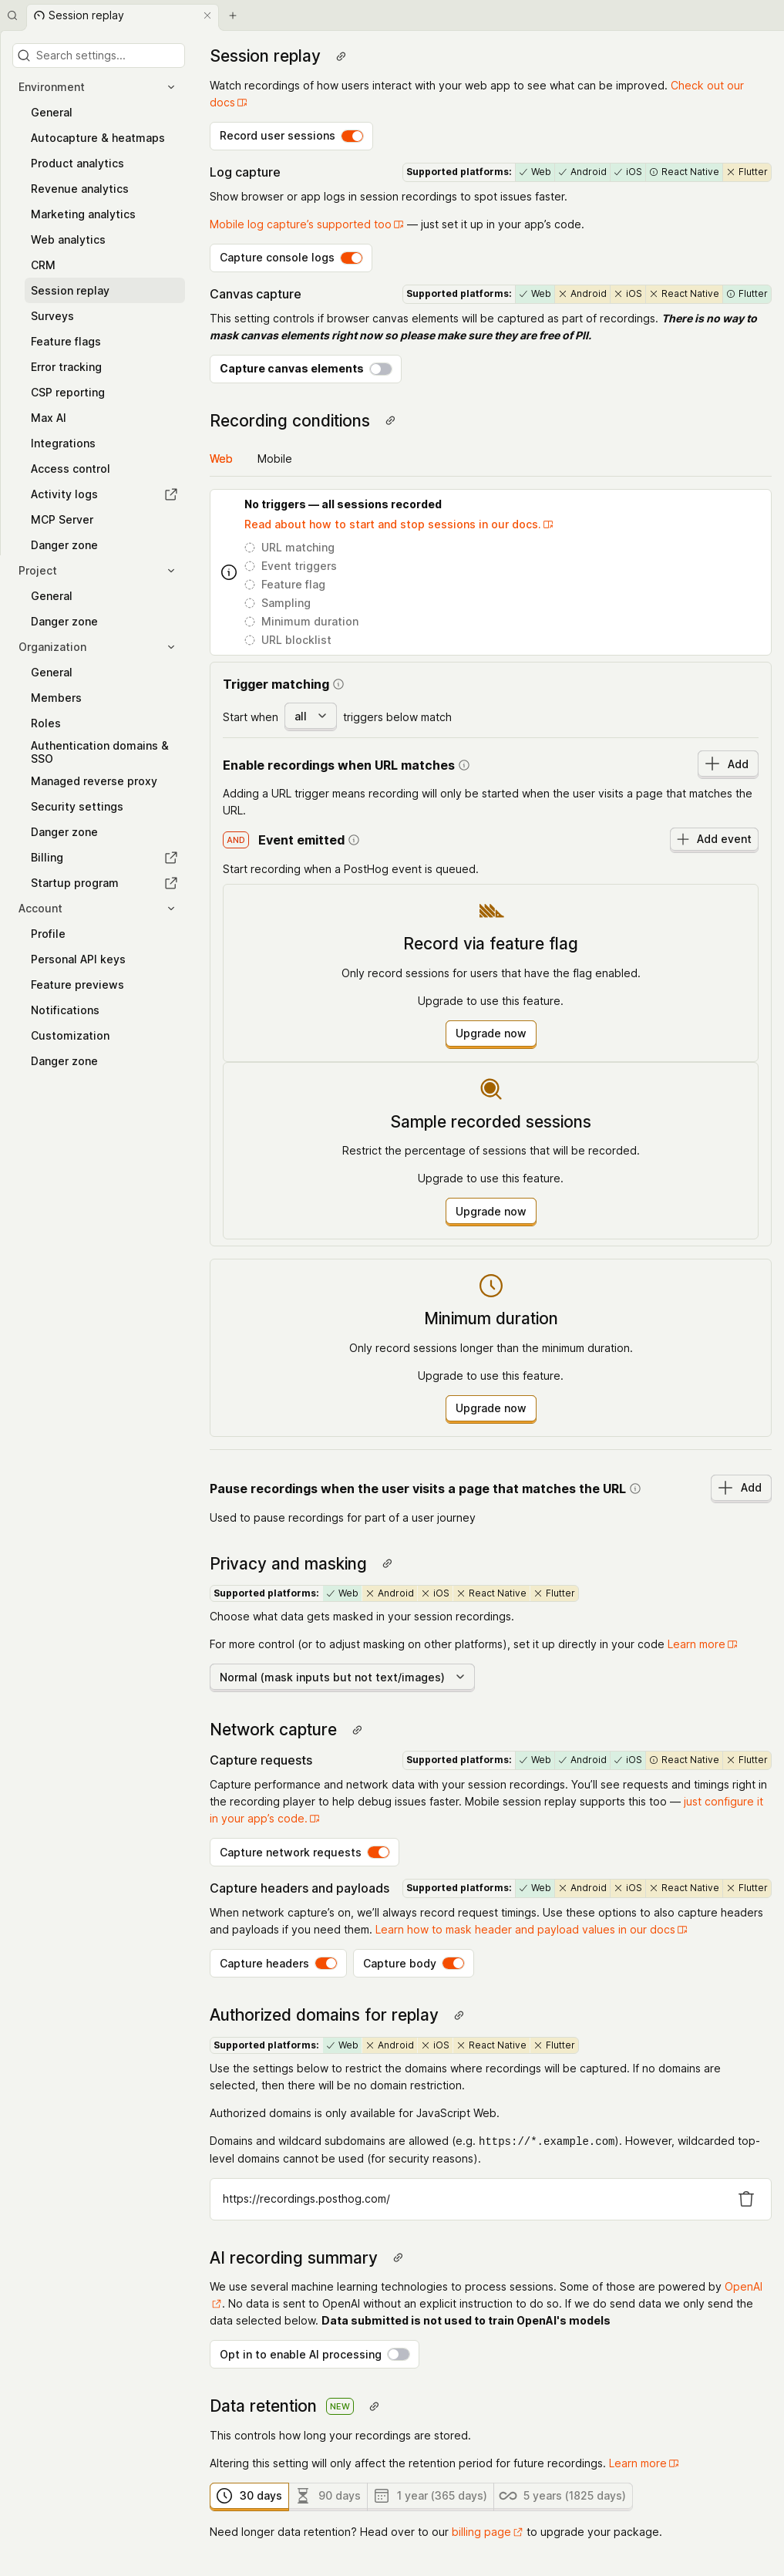 Session replay
Search settings...
Environment
General
Autocapture & heatmaps
Product analytics
Revenue analytics
Marketing analytics
Web analytics
CRM
Session replay
Surveys
Feature flags
Error tracking
CSP reporting
Max AI
Integrations
Access control
Activity logs
MCP Server
Danger zone
Project
General
Danger zone
Organization
General
Members
Roles
Authentication domains &
SSO
Managed reverse proxy
Security settings
Danger zone
Billing
Startup program
Account
Profile
Personal API keys
Feature previews
Notifications
Customization
Danger zone
Session replay
Watch recordings of how users interact with your web app to see what can be improved. Check out our
docs
Record user sessions
Log capture
Supported platforms: Web Android iOS React Native Flutter
Show browser or app logs in session recordings to spot issues faster.
Mobile log capture’s supported too — just set it up in your app’s code.
Capture console logs
Canvas capture
Supported platforms: Web Android iOS React Native Flutter
This setting controls if browser canvas elements will be captured as part of recordings. There is no way to
mask canvas elements right now so please make sure they are free of PII.
Capture canvas elements
Recording conditions
Web Mobile
No triggers — all sessions recorded
Read about how to start and stop sessions in our docs.
URL matching
Event triggers
Feature flag
Sampling
Minimum duration
URL blocklist
Trigger matching
Start when all triggers below match
Enable recordings when URL matches
Add
Adding a URL trigger means recording will only be started when the user visits a page that matches the
URL.
AND Event emitted
Add event
Start recording when a PostHog event is queued.
Record via feature flag
Only record sessions for users that have the flag enabled.
Upgrade to use this feature.
Upgrade now
Sample recorded sessions
Restrict the percentage of sessions that will be recorded.
Upgrade to use this feature.
Upgrade now
Minimum duration
Only record sessions longer than the minimum duration.
Upgrade to use this feature.
Upgrade now
Pause recordings when the user visits a page that matches the URL
Add
Used to pause recordings for part of a user journey
Privacy and masking
Supported platforms: Web Android iOS React Native Flutter
Choose what data gets masked in your session recordings.
For more control (or to adjust masking on other platforms), set it up directly in your code Learn more
Normal (mask inputs but not text/images)
Network capture
Capture requests
Supported platforms: Web Android iOS React Native Flutter
Capture performance and network data with your session recordings. You’ll see requests and timings right in
the recording player to help debug issues faster. Mobile session replay supports this too — just configure it
in your app’s code.
Capture network requests
Capture headers and payloads
Supported platforms: Web Android iOS React Native Flutter
When network capture’s on, we’ll always record request timings. Use these options to also capture headers
and payloads if you need them. Learn how to mask header and payload values in our docs
Capture headers Capture body
Authorized domains for replay
Supported platforms: Web Android iOS React Native Flutter
Use the settings below to restrict the domains where recordings will be captured. If no domains are
selected, then there will be no domain restriction.
Authorized domains is only available for JavaScript Web.
Domains and wildcard subdomains are allowed (e.g. https://*.example.com). However, wildcarded top-
level domains cannot be used (for security reasons).
https://recordings.posthog.com/
AI recording summary
We use several machine learning technologies to process sessions. Some of those are powered by OpenAI
. No data is sent to OpenAI without an explicit instruction to do so. If we do send data we only send the
data selected below. Data submitted is not used to train OpenAI's models
Opt in to enable AI processing
Data retention NEW
This controls how long your recordings are stored.
Altering this setting will only affect the retention period for future recordings. Learn more
30 days 90 days 1 year (365 days) 5 years (1825 days)
Need longer data retention? Head over to our billing page to upgrade your package.